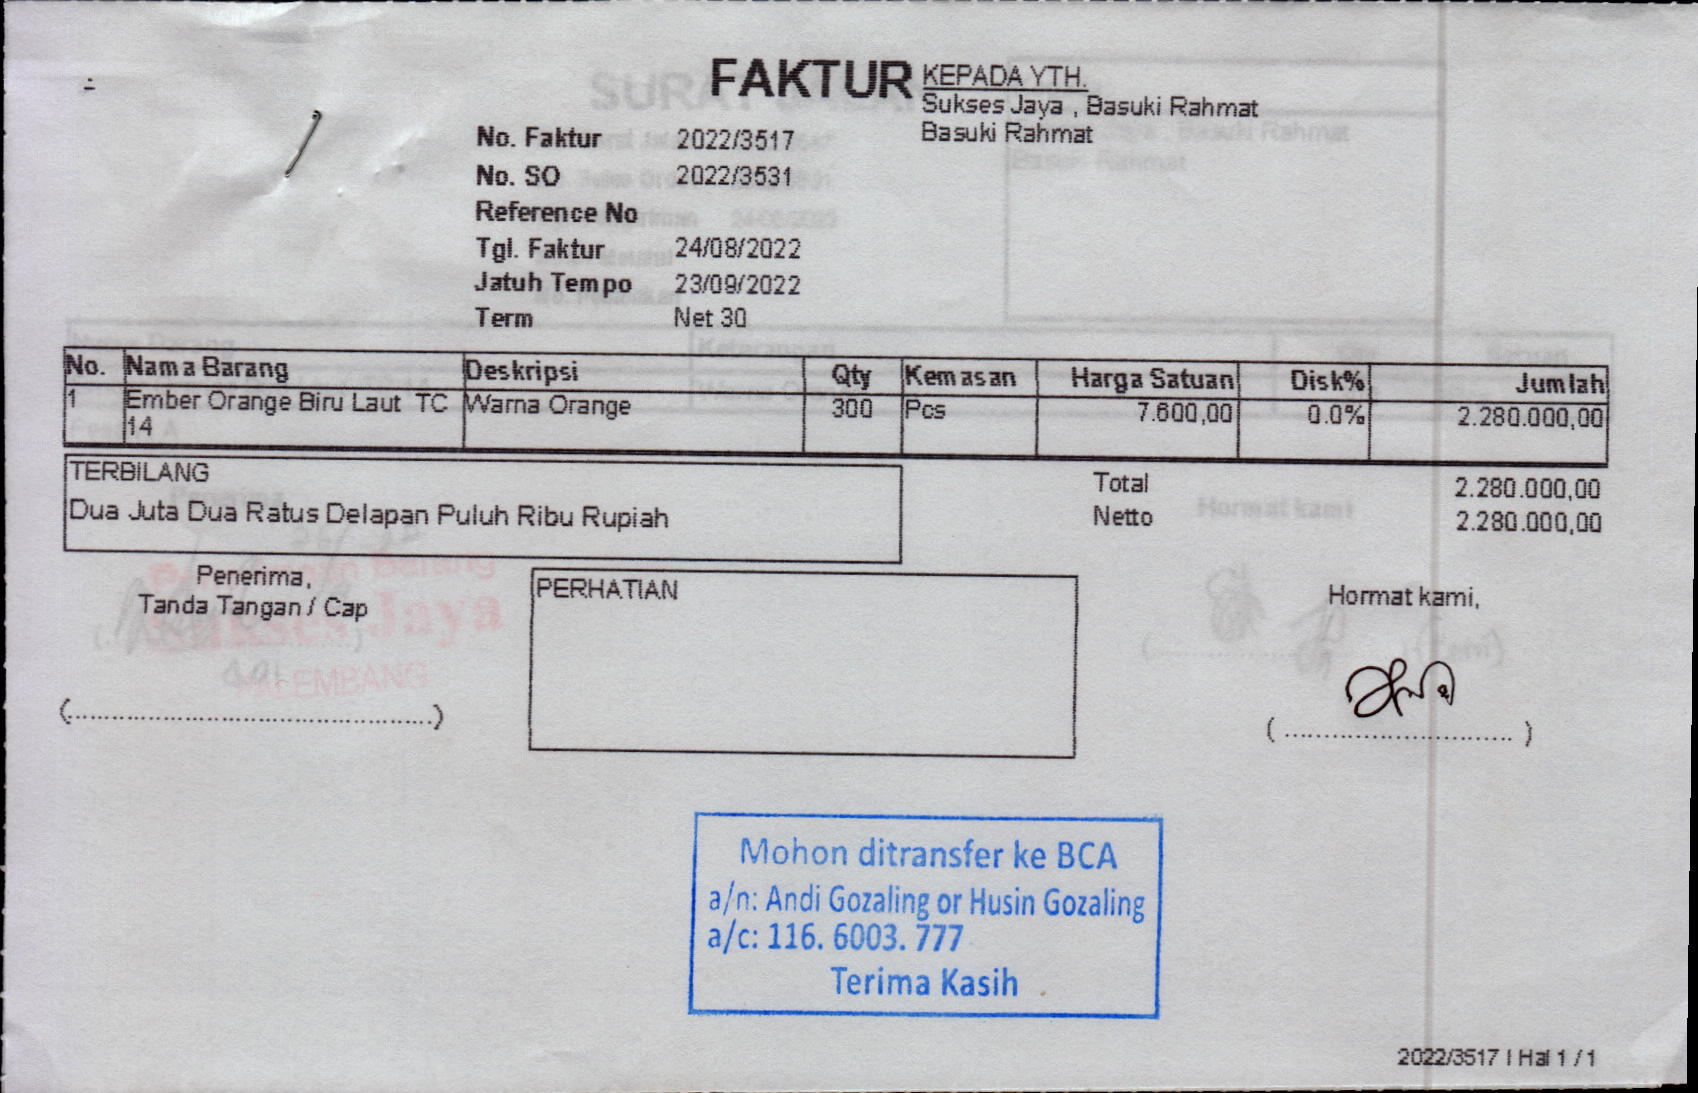 FAKTUR
KEPADA YTH.
Sukses Jaya , Basuki Rahmat
Basuki Rahmat
No. Faktur 2022/3517
No. SO 2022/3531
Reference No
Tgl. Faktur 24/08/2022
Jatuh Tempo 23/09/2022
Term Net 30
No. Nama Barang Deskripsi Qty Kemasan Harga Satuan Disk% Jumlah
1 Ember Orange Biru Laut TC Warna Orange 300 Pcs 7.600,00 0.0% 2.280.000,00
14
TERBILANG
Dua Juta Dua Ratus Delapan Puluh Ribu Rupiah
Total 2.280.000,00
Netto 2.280.000,00
Penerima,
Tanda Tangan / Cap
(................................................)
PERHATIAN
Hormat kami,
(..............................)
Mohon ditransfer ke BCA
a/n: Andi Gozaling or Husin Gozaling
a/c: 116. 6003. 777
Terima Kasih
2022/3517 | Hal 1 / 1